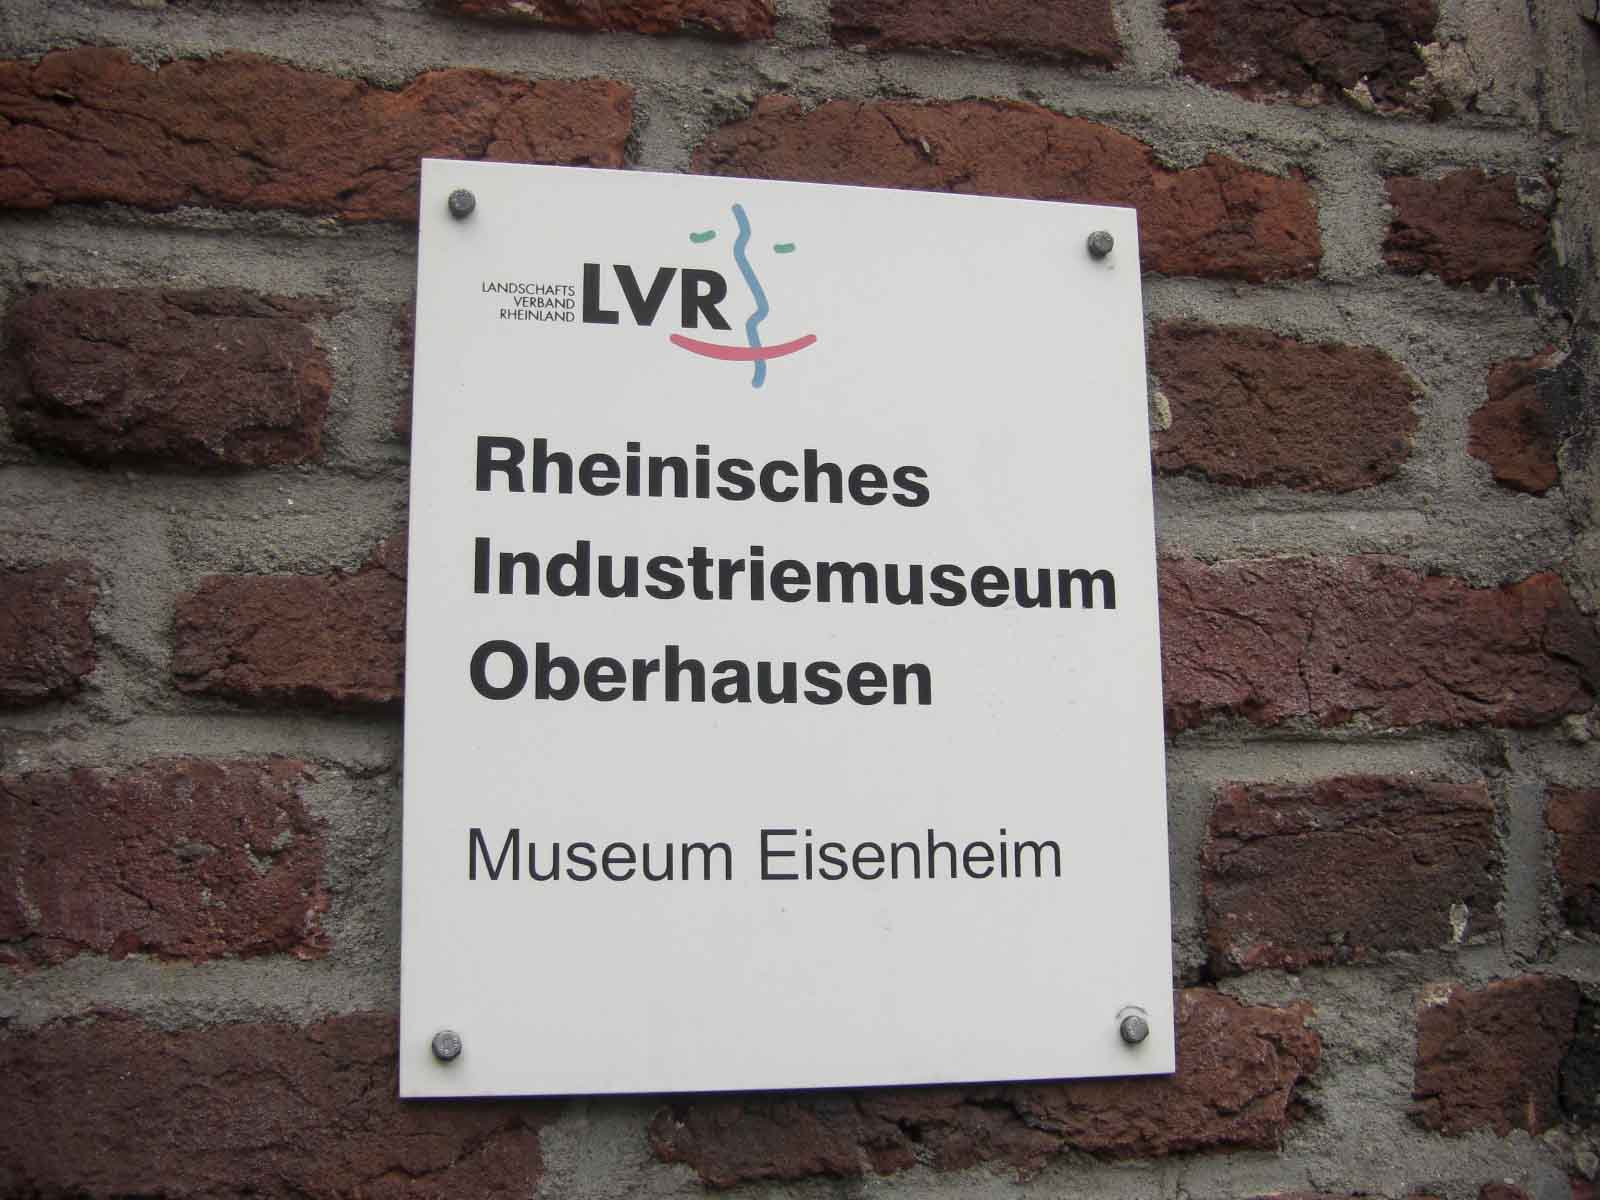 LANDSCHAFTS
VERBAND
RHEINLAND
LVR
Rheinisches
Industriemuseum
Oberhausen
Museum Eisenheim